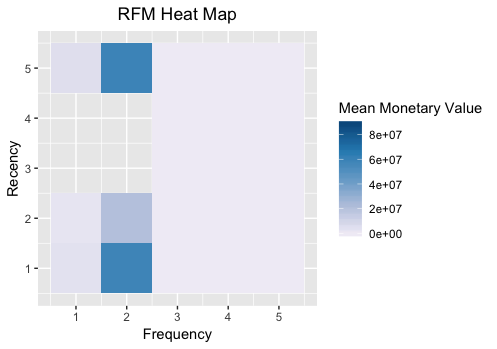 RFM Heat Map
Recency
5
4
3
2
1
1 2 3 4 5
Frequency
Mean Monetary Value
8e+07
6e+07
4e+07
2e+07
0e+00